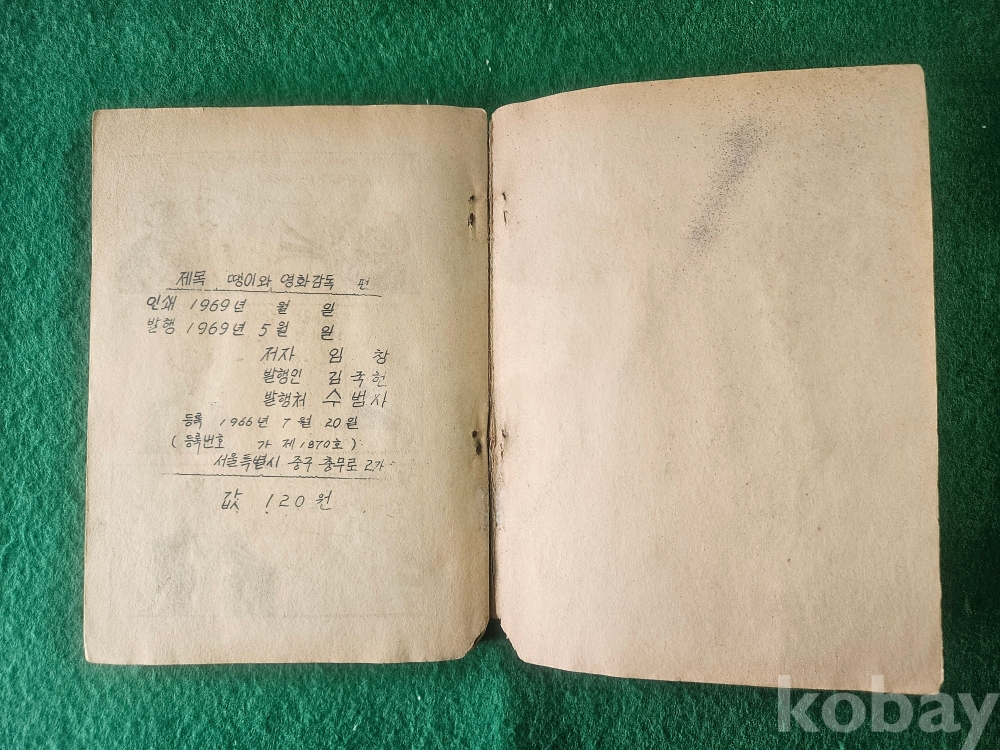 제목 땡이와 영화감독 편
인쇄 1969년 월 일
발행 1969년 5월 일
저자 임 창
발행인 김국헌
발행처 수범사
등록 1966년 7월 20일
(등록번호 가 제1870호)
서울특별시 중구 충무로 2가
값 120원
kobay